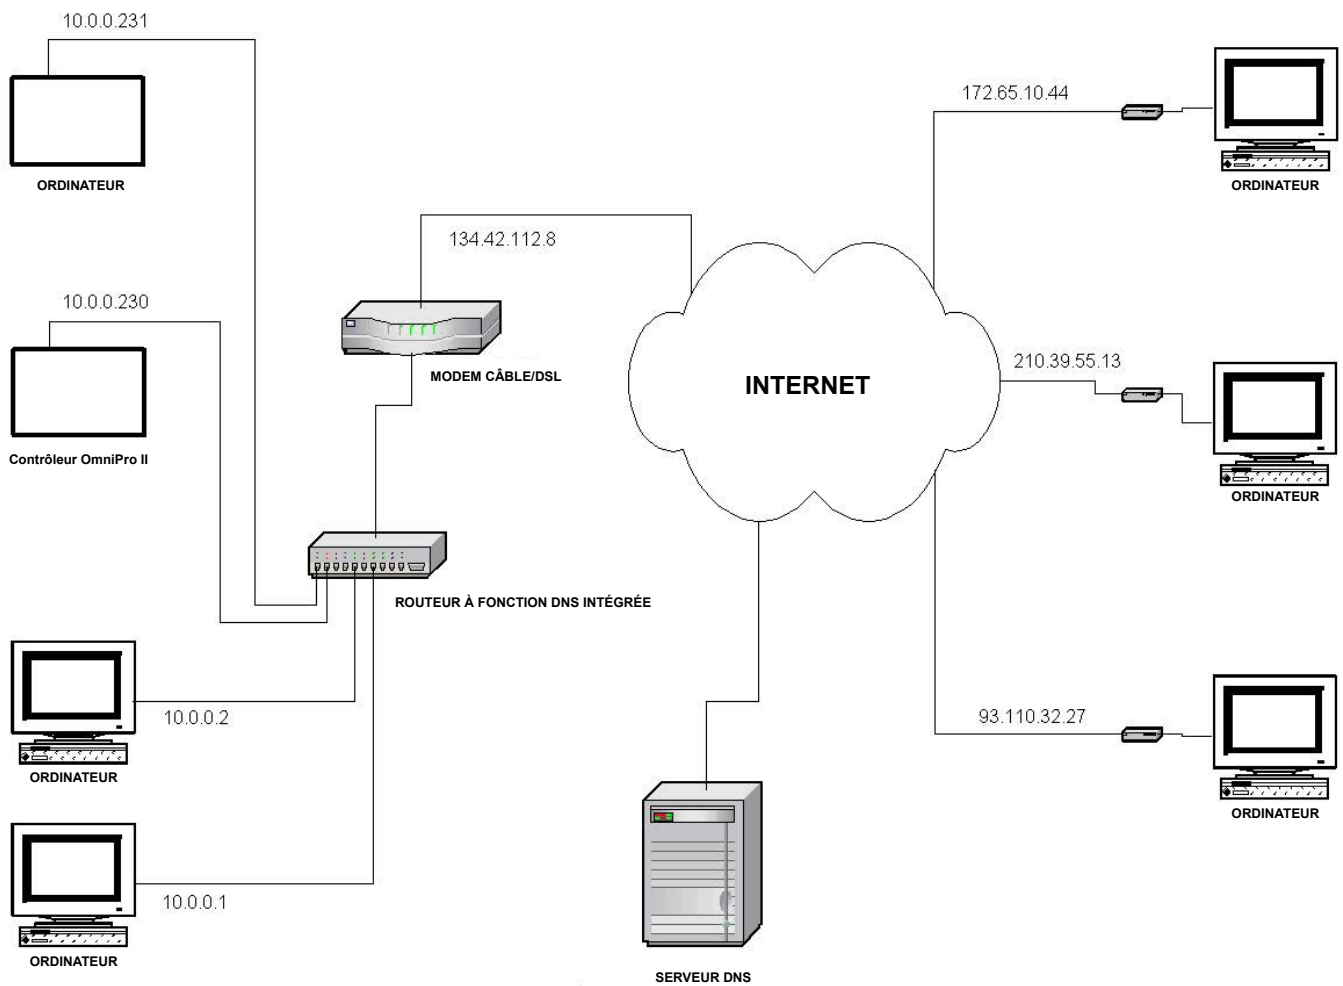 10.0.0.231
ORDINATEUR
172.65.10.44
ORDINATEUR
134.42.112.8
10.0.0.230
MODEM CÂBLE/DSL
INTERNET
210.39.55.13
Contrôleur OmniPro II
ORDINATEUR
ROUTEUR À FONCTION DNS INTÉGRÉE
10.0.0.2
93.110.32.27
ORDINATEUR
ORDINATEUR
10.0.0.1
ORDINATEUR
SERVEUR DNS